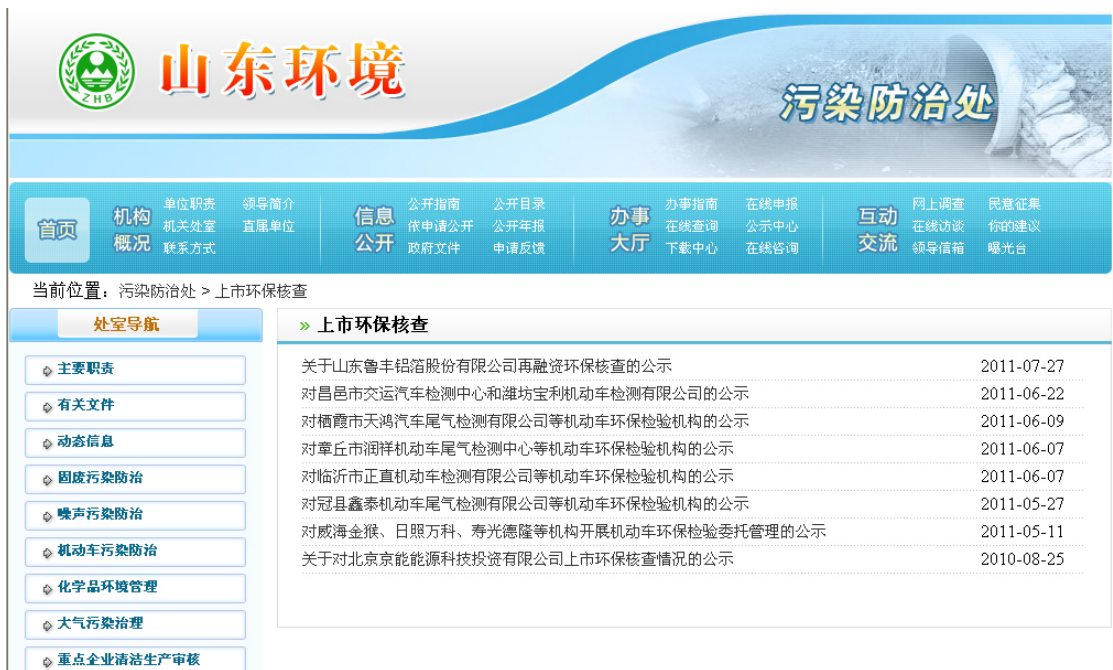 山东环境
ZHB
污染防治处
首页
机构概况
单位职责 领导简介
机关处室 直属单位
联系方式
信息公开
公开指南 公开目录
依申请公开 公开年报
政府文件 申请反馈
办事大厅
办事指南 在线申报
在线查询 公示中心
下载中心 在线咨询
互动交流
网上调查 民意征集
在线访谈 你的建议
领导信箱 曝光台
当前位置：污染防治处 > 上市环保核查
处室导航
主要职责
有关文件
动态信息
固废污染防治
噪声污染防治
机动车污染防治
化学品环境管理
大气污染治理
重点企业清洁生产审核
» 上市环保核查
关于山东鲁丰铝箔股份有限公司再融资环保核查的公示 2011-07-27
对昌邑市交运汽车检测中心和潍坊宝利机动车检测有限公司的公示 2011-06-22
对栖霞市天鸿汽车尾气检测有限公司等机动车环保检验机构的公示 2011-06-09
对章丘市润祥机动车尾气检测中心等机动车环保检验机构的公示 2011-06-07
对临沂市正直机动车检测有限公司等机动车环保检验机构的公示 2011-06-07
对冠县鑫泰机动车尾气检测有限公司等机动车环保检验机构的公示 2011-05-27
对威海金猴、日照万科、寿光德隆等机构开展机动车环保检验委托管理的公示 2011-05-11
关于对北京京能能源科技投资有限公司上市环保核查情况的公示 2010-08-25